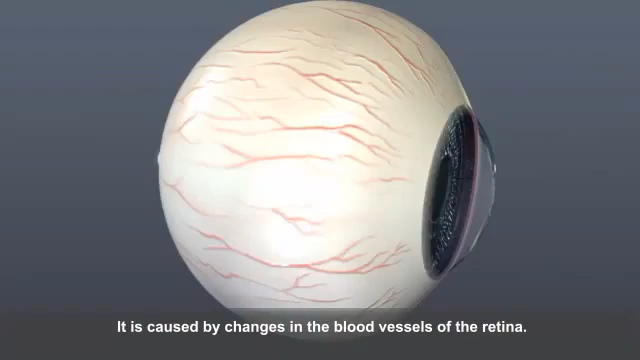 It is caused by changes in the blood vessels of the retina.